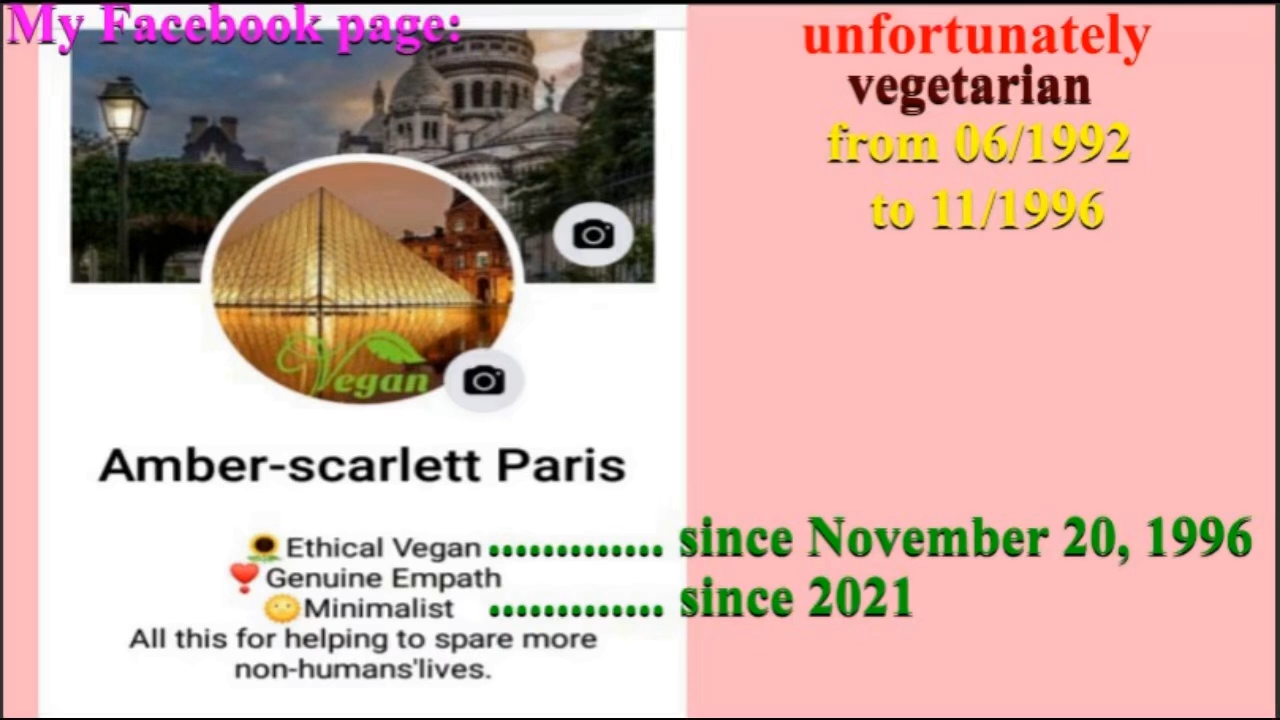 My Facebook page:
unfortunately
vegetarian
from 06/1992
to 11/1996
Vegan
Amber-scarlett Paris
🌻Ethical Vegan............. since November 20, 1996
❣️Genuine Empath
🌝Minimalist ............. since 2021
All this for helping to spare more
non-humans'lives.